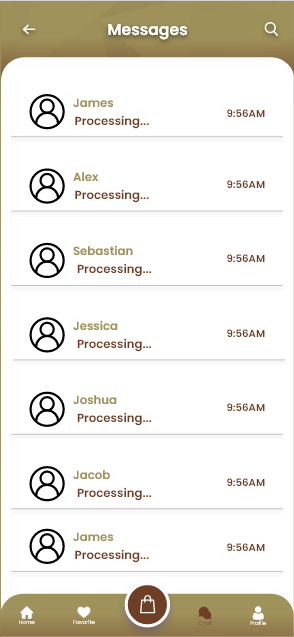 Messages
James
Processing...
9:56AM
Alex
Processing...
9:56AM
Sebastian
Processing...
9:56AM
Jessica
Processing...
9:56AM
Joshua
Processing...
9:56AM
Jacob
Processing...
9:56AM
James
Processing...
9:56AM
Home
Favorite
Chat
Profile